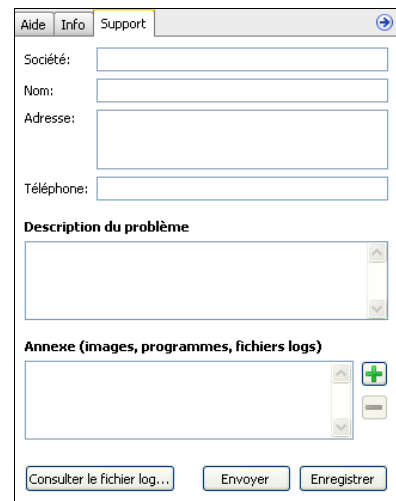 Aide Info Support
Société:
Nom:
Adresse:
Téléphone:
Description du problème
Annexe (images, programmes, fichiers logs)
Consulter le fichier log... Envoyer Enregistrer